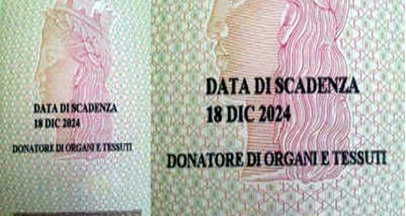 DATA DI SCADENZA
18 DIC 2024
DONATORE DI ORGANI E TESSUTI
DATA DI SCADENZA
18 DIC 2024
DONATORE DI ORGANI E TESSUTI